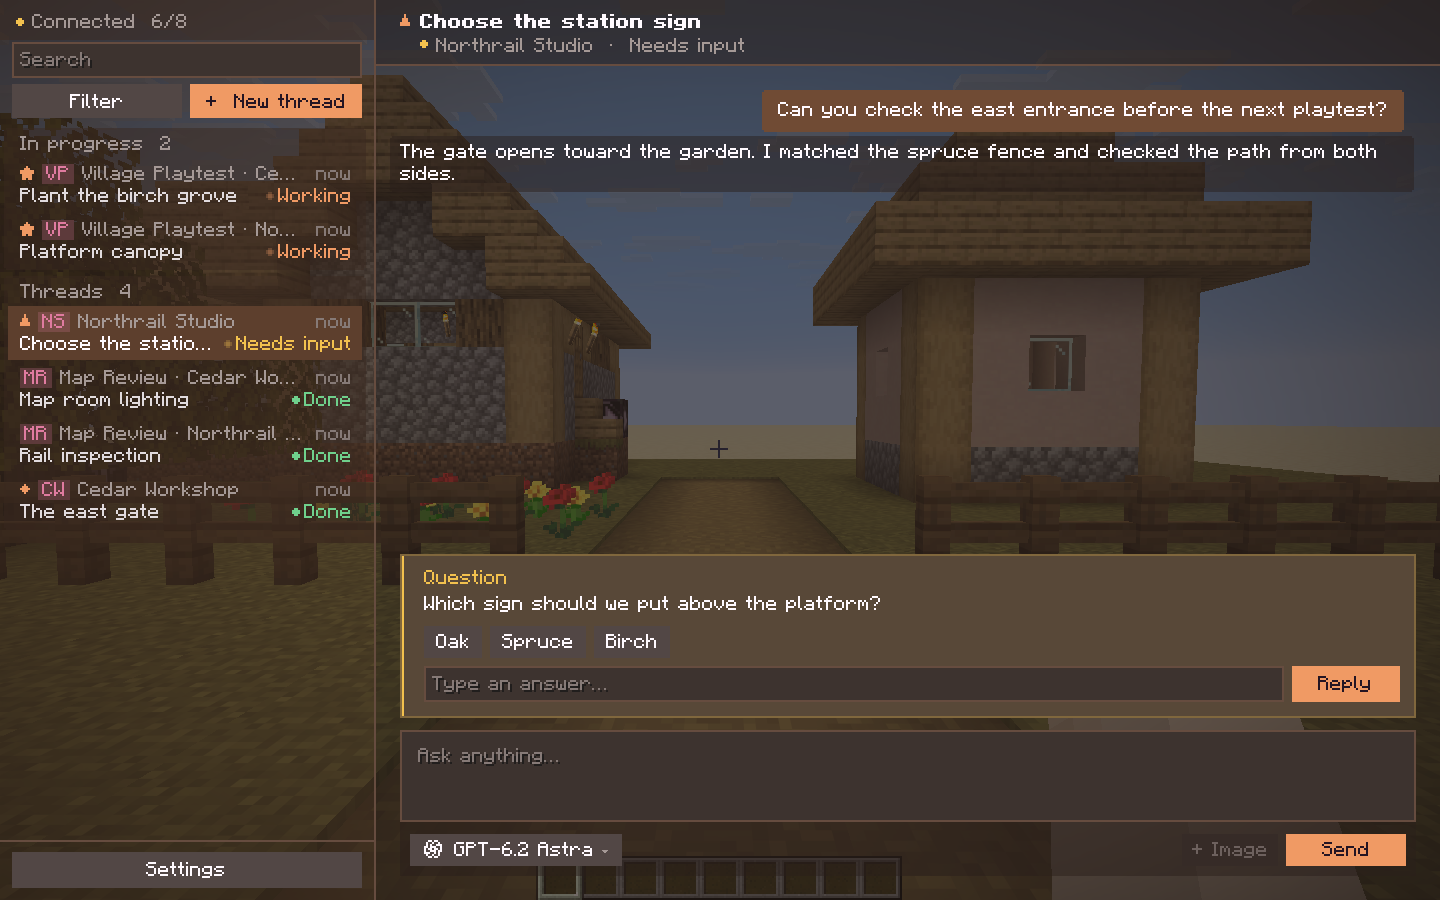 Connected 6/8
Search
Filter
+ New thread
In progress 2
VP Village Playtest · Ce... now
Plant the birch grove Working
VP Village Playtest · No... now
Platform canopy Working
Threads 4
NS Northrail Studio now
Choose the statio... Needs input
MR Map Review · Cedar Wo... now
Map room lighting Done
MR Map Review · Northrail ... now
Rail inspection Done
CW Cedar Workshop now
The east gate Done
Settings
Choose the station sign
Northrail Studio · Needs input
Can you check the east entrance before the next playtest?
The gate opens toward the garden. I matched the spruce fence and checked the path from both
sides.
Question
Which sign should we put above the platform?
Oak Spruce Birch
Type an answer...
Reply
Ask anything...
GPT-6.2 Astra
+ Image
Send